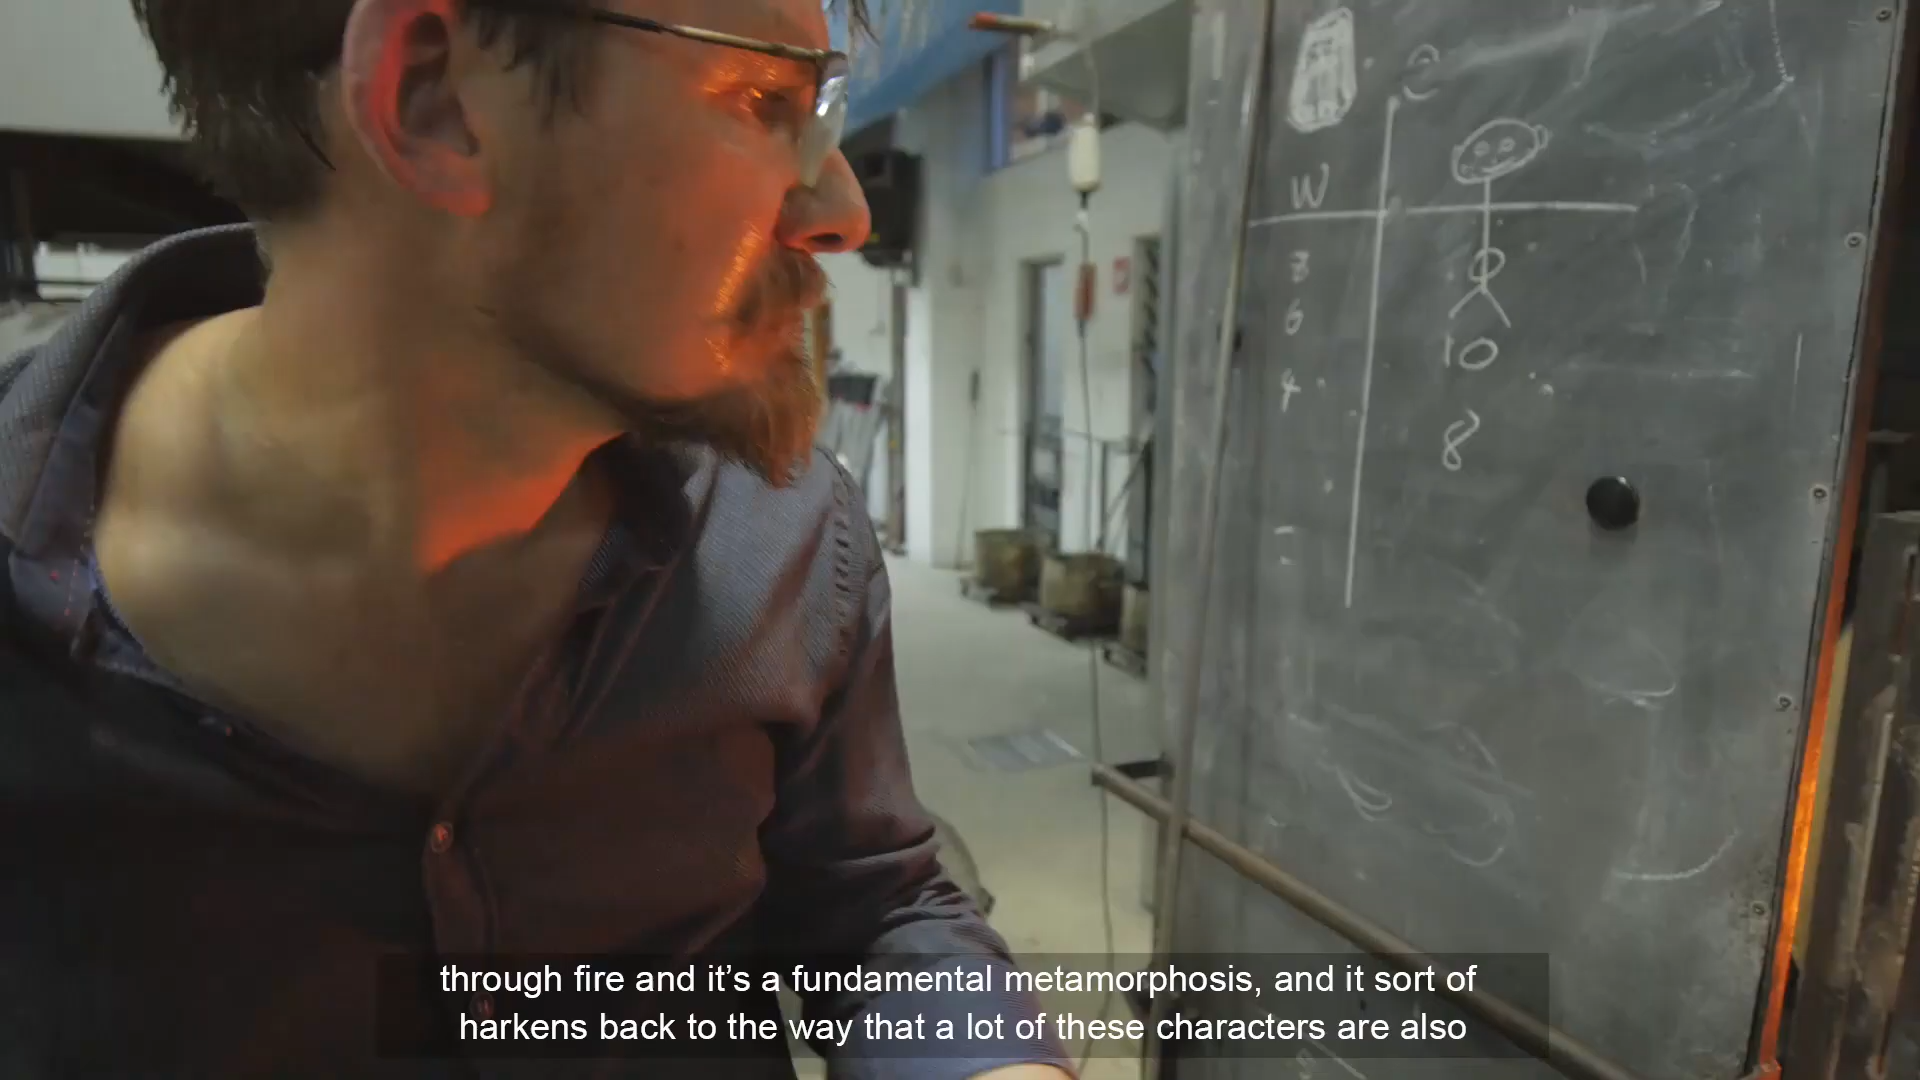 W
8
6
10
4
8
through fire and it’s a fundamental metamorphosis, and it sort of
harkens back to the way that a lot of these characters are also